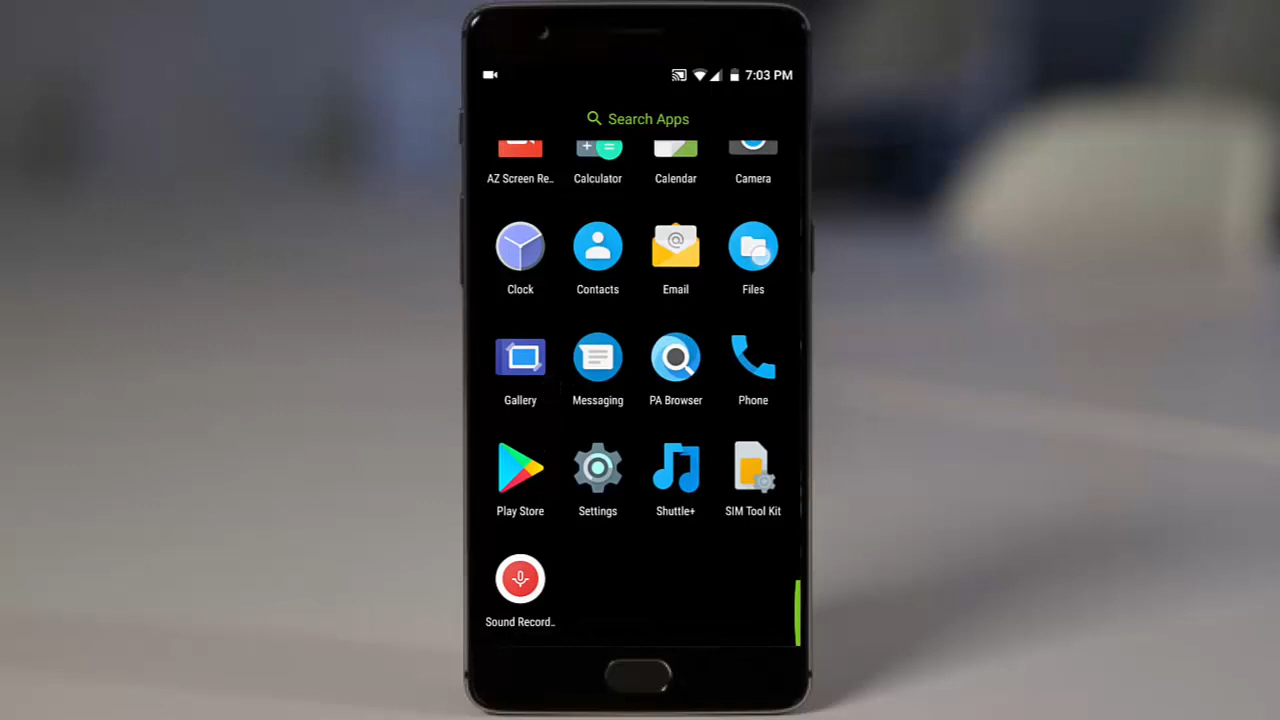 7:03 PM
Search Apps
AZ Screen Re..
Calculator
Calendar
Camera
Clock
Contacts
Email
Files
Gallery
Messaging
PA Browser
Phone
Play Store
Settings
Shuttle+
SIM Tool Kit
Sound Record..